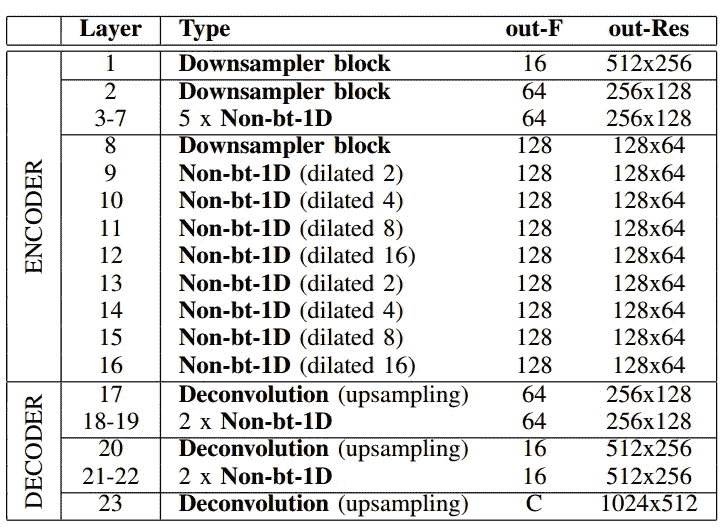 Layer Type out-F out-Res
ENCODER
1 Downsampler block 16 512x256
2 Downsampler block 64 256x128
3-7 5 x Non-bt-1D 64 256x128
8 Downsampler block 128 128x64
9 Non-bt-1D (dilated 2) 128 128x64
10 Non-bt-1D (dilated 4) 128 128x64
11 Non-bt-1D (dilated 8) 128 128x64
12 Non-bt-1D (dilated 16) 128 128x64
13 Non-bt-1D (dilated 2) 128 128x64
14 Non-bt-1D (dilated 4) 128 128x64
15 Non-bt-1D (dilated 8) 128 128x64
16 Non-bt-1D (dilated 16) 128 128x64
DECODER
17 Deconvolution (upsampling) 64 256x128
18-19 2 x Non-bt-1D 64 256x128
20 Deconvolution (upsampling) 16 512x256
21-22 2 x Non-bt-1D 16 512x256
23 Deconvolution (upsampling) C 1024x512